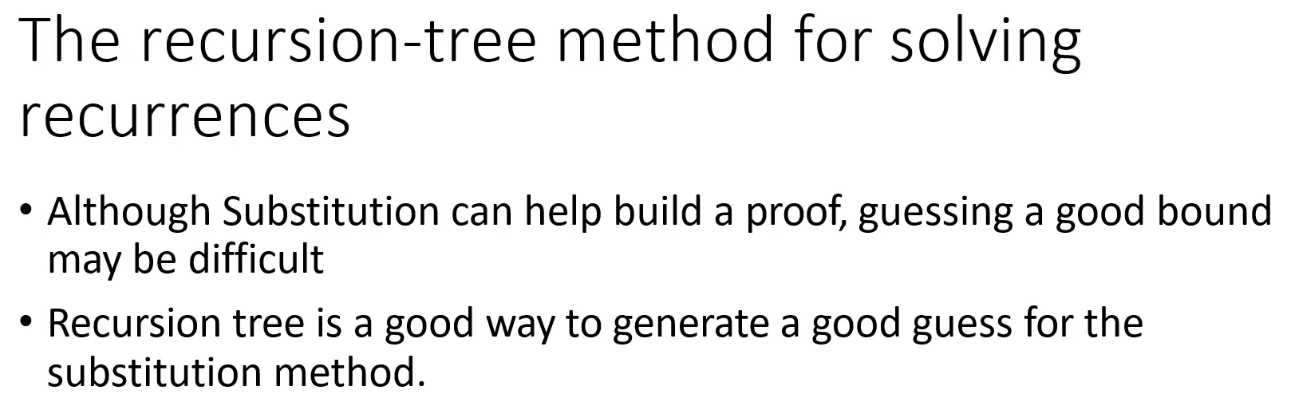 The recursion-tree method for solving
recurrences
• Although Substitution can help build a proof, guessing a good bound
may be difficult
• Recursion tree is a good way to generate a good guess for the
substitution method.